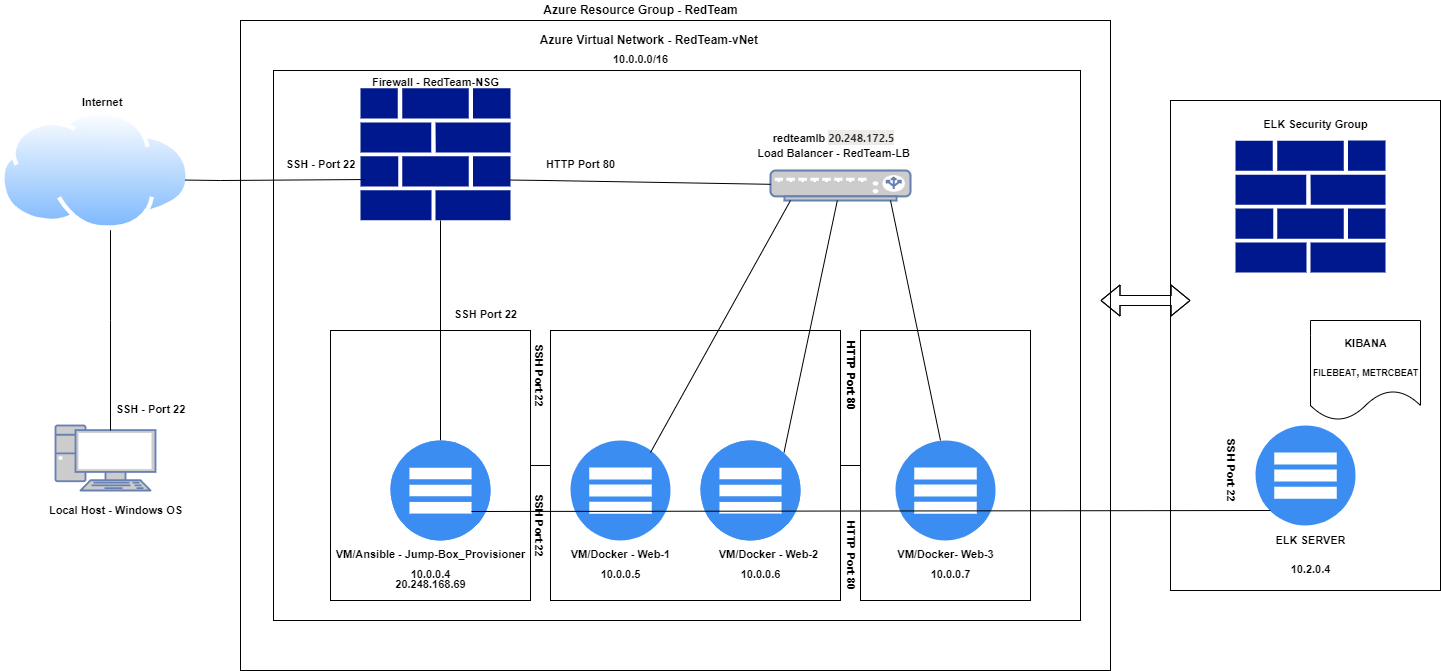 Azure Resource Group - RedTeam
Azure Virtual Network - RedTeam-vNet
10.0.0.0/16
Internet
Firewall - RedTeam-NSG
SSH - Port 22
HTTP Port 80
redteamlb 20.248.172.5
Load Balancer - RedTeam-LB
ELK Security Group
SSH Port 22
SSH Port 22
HTTP Port 80
KIBANA
FILEBEAT, METRCBEAT
SSH - Port 22
Local Host - Windows OS
SSH Port 22
HTTP Port 80
SSH Port 22
VM/Ansible - Jump-Box_Provisioner
10.0.0.4
20.248.168.69
VM/Docker - Web-1
10.0.0.5
VM/Docker - Web-2
10.0.0.6
VM/Docker- Web-3
10.0.0.7
ELK SERVER
10.2.0.4